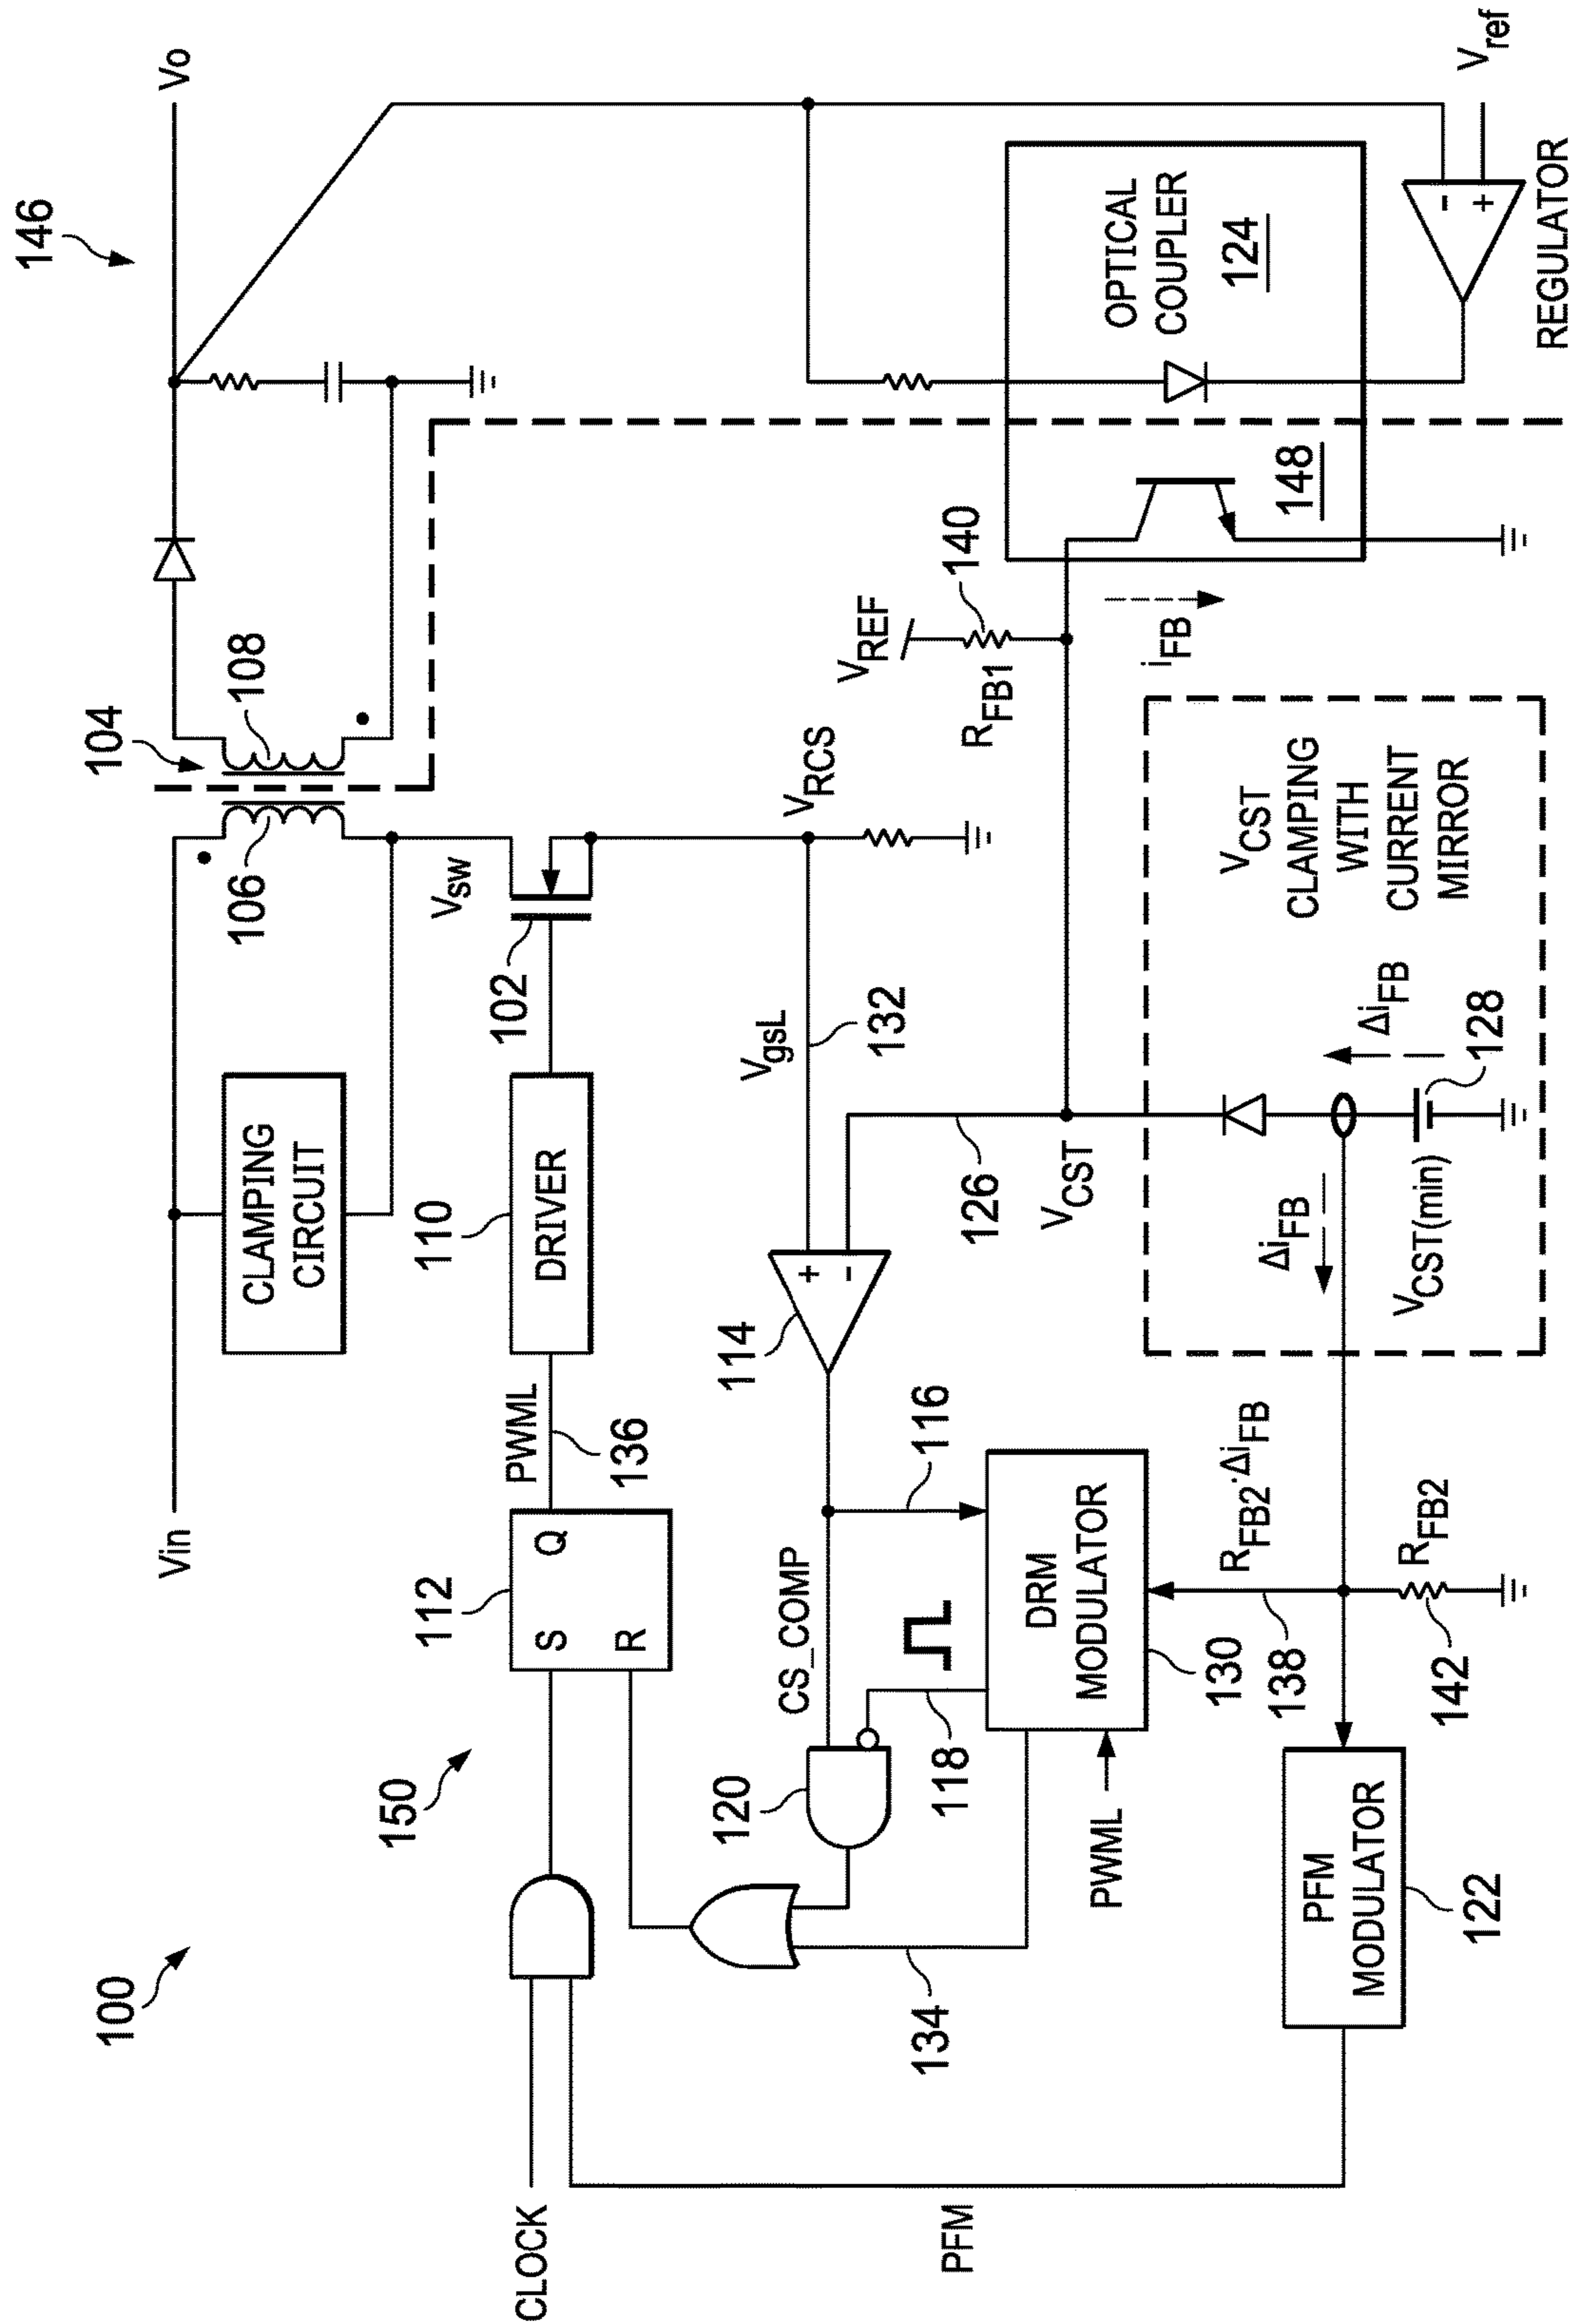 100
146
Vin
Vo
104
106
108
CLAMPING
CIRCUIT
Vsw
102
110
DRIVER
PWML
136
112
S
Q
R
150
CLOCK
PFM
VRCS
VgsL
132
114
+
-
CS_COMP
116
120
118
134
DRM
MODULATOR
130
PWML
138
RFB2·ΔiFB
RFB2
142
PFM
MODULATOR
122
126
VCST
VREF
140
RFB1
iFB
VCST
CLAMPING
WITH
CURRENT
MIRROR
ΔiFB
ΔiFB
128
VCST(min)
OPTICAL
COUPLER
124
148
-
+
Vref
REGULATOR